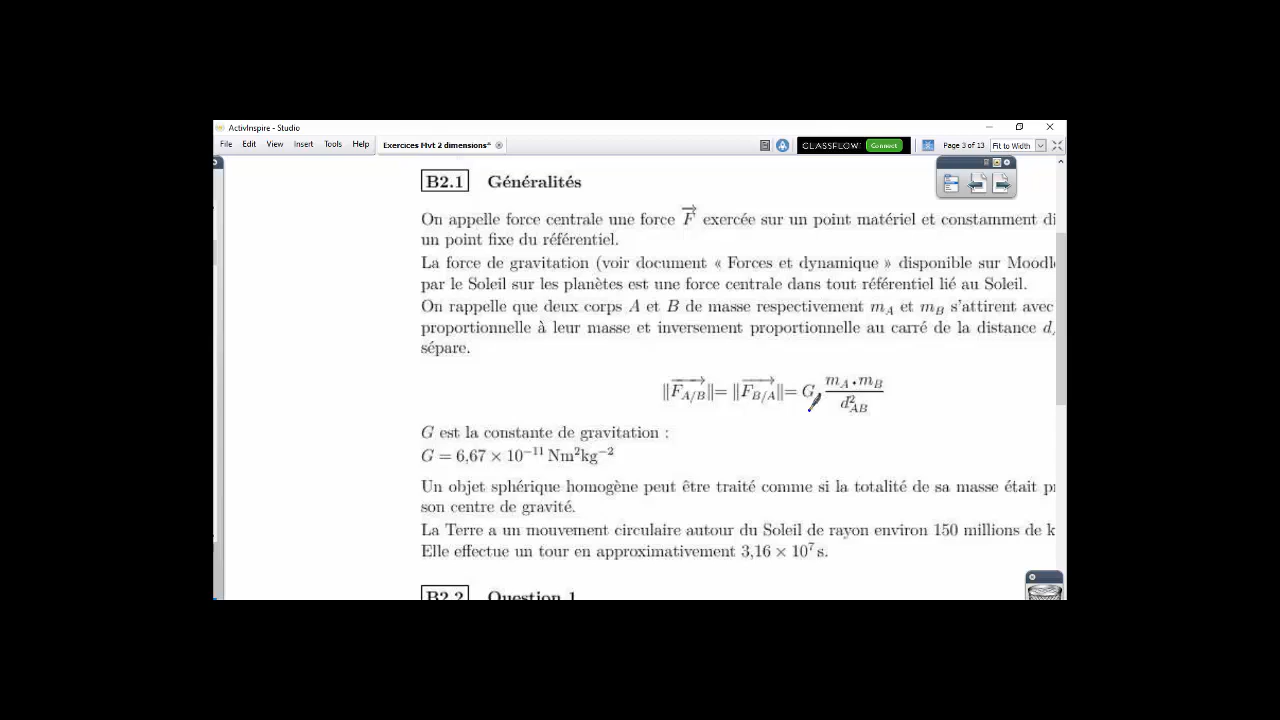 ActivInspire - Studio
File Edit View Insert Tools Help Exercices Mvt 2 dimensions* CLASSFLOW Connect Page 3 of 13 Fit to Width
B2.1 Généralités
On appelle force centrale une force F⃗ exercée sur un point matériel et constamment di
un point fixe du référentiel.
La force de gravitation (voir document « Forces et dynamique » disponible sur Moodl
par le Soleil sur les planètes est une force centrale dans tout référentiel lié au Soleil.
On rappelle que deux corps A et B de masse respectivement m_A et m_B s'attirent avec
proportionnelle à leur masse et inversement proportionnelle au carré de la distance d
sépare.
‖F_{A/B}‖ = ‖F_{B/A}‖ = G · m_A · m_B / d²_{AB}
G est la constante de gravitation :
G = 6,67 × 10⁻¹¹ Nm²kg⁻²
Un objet sphérique homogène peut être traité comme si la totalité de sa masse était p
son centre de gravité.
La Terre a un mouvement circulaire autour du Soleil de rayon environ 150 millions de k
Elle effectue un tour en approximativement 3,16 × 10⁷ s.
B2.2 Question 1